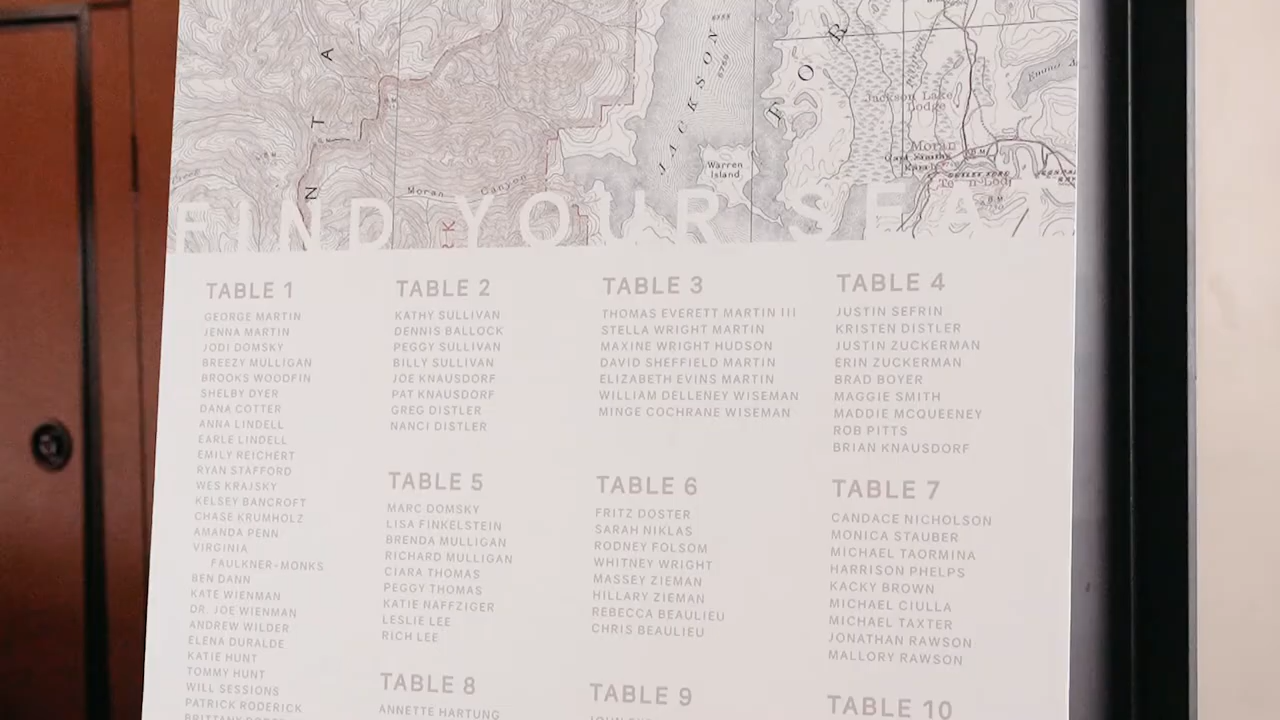 A
T
N
JACKSON
6769
R
O
F
Jackson Lake
Lodge
Moran
Warren
Island
Moran Canyon
FIND YOUR SEAT
TABLE 1
GEORGE MARTIN
JENNA MARTIN
JODI DOMSKY
BREEZY MULLIGAN
BROOKS WOODFIN
SHELBY DYER
DANA COTTER
ANNA LINDELL
EARLE LINDELL
EMILY REICHERT
RYAN STAFFORD
WES KRAJSKY
KELSEY BANCROFT
CHASE KRUMHOLZ
AMANDA PENN
VIRGINIA
FAULKNER-MONKS
BEN DANN
KATE WIENMAN
DR. JOE WIENMAN
ANDREW WILDER
ELENA DURALDE
KATIE HUNT
TOMMY HUNT
WILL SESSIONS
PATRICK RODERICK
TABLE 2
KATHY SULLIVAN
DENNIS BALLOCK
PEGGY SULLIVAN
BILLY SULLIVAN
JOE KNAUSDORF
PAT KNAUSDORF
GREG DISTLER
NANCI DISTLER
TABLE 3
THOMAS EVERETT MARTIN III
STELLA WRIGHT MARTIN
MAXINE WRIGHT HUDSON
DAVID SHEFFIELD MARTIN
ELIZABETH EVINS MARTIN
WILLIAM DELLENEY WISEMAN
MINGE COCHRANE WISEMAN
TABLE 4
JUSTIN SEFRIN
KRISTEN DISTLER
JUSTIN ZUCKERMAN
ERIN ZUCKERMAN
BRAD BOYER
MAGGIE SMITH
MADDIE MCQUEENEY
ROB PITTS
BRIAN KNAUSDORF
TABLE 5
MARC DOMSKY
LISA FINKELSTEIN
BRENDA MULLIGAN
RICHARD MULLIGAN
CIARA THOMAS
PEGGY THOMAS
KATIE NAFFZIGER
LESLIE LEE
RICH LEE
TABLE 6
FRITZ DOSTER
SARAH NIKLAS
RODNEY FOLSOM
WHITNEY WRIGHT
MASSEY ZIEMAN
HILLARY ZIEMAN
REBECCA BEAULIEU
CHRIS BEAULIEU
TABLE 7
CANDACE NICHOLSON
MONICA STAUBER
MICHAEL TAORMINA
HARRISON PHELPS
KACKY BROWN
MICHAEL CIULLA
MICHAEL TAXTER
JONATHAN RAWSON
MALLORY RAWSON
TABLE 8
ANNETTE HARTUNG
TABLE 9
TABLE 10